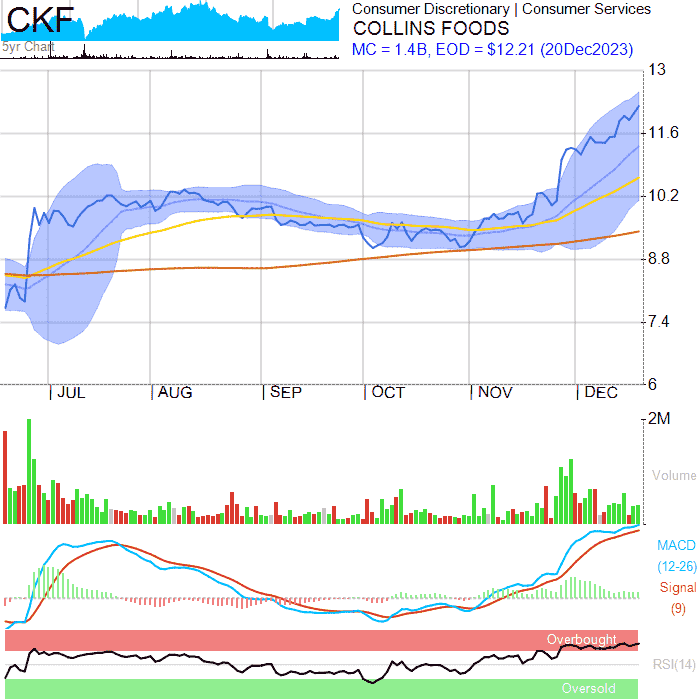 CKF
5yr Chart
Consumer Discretionary | Consumer Services
COLLINS FOODS
MC = 1.4B, EOD = $12.21 (20Dec2023)
13
11.6
10.2
8.8
7.4
6
JUL
AUG
SEP
OCT
NOV
DEC
2M
Volume
MACD
(12-26)
Signal
(9)
Overbought
RSI(14)
Oversold